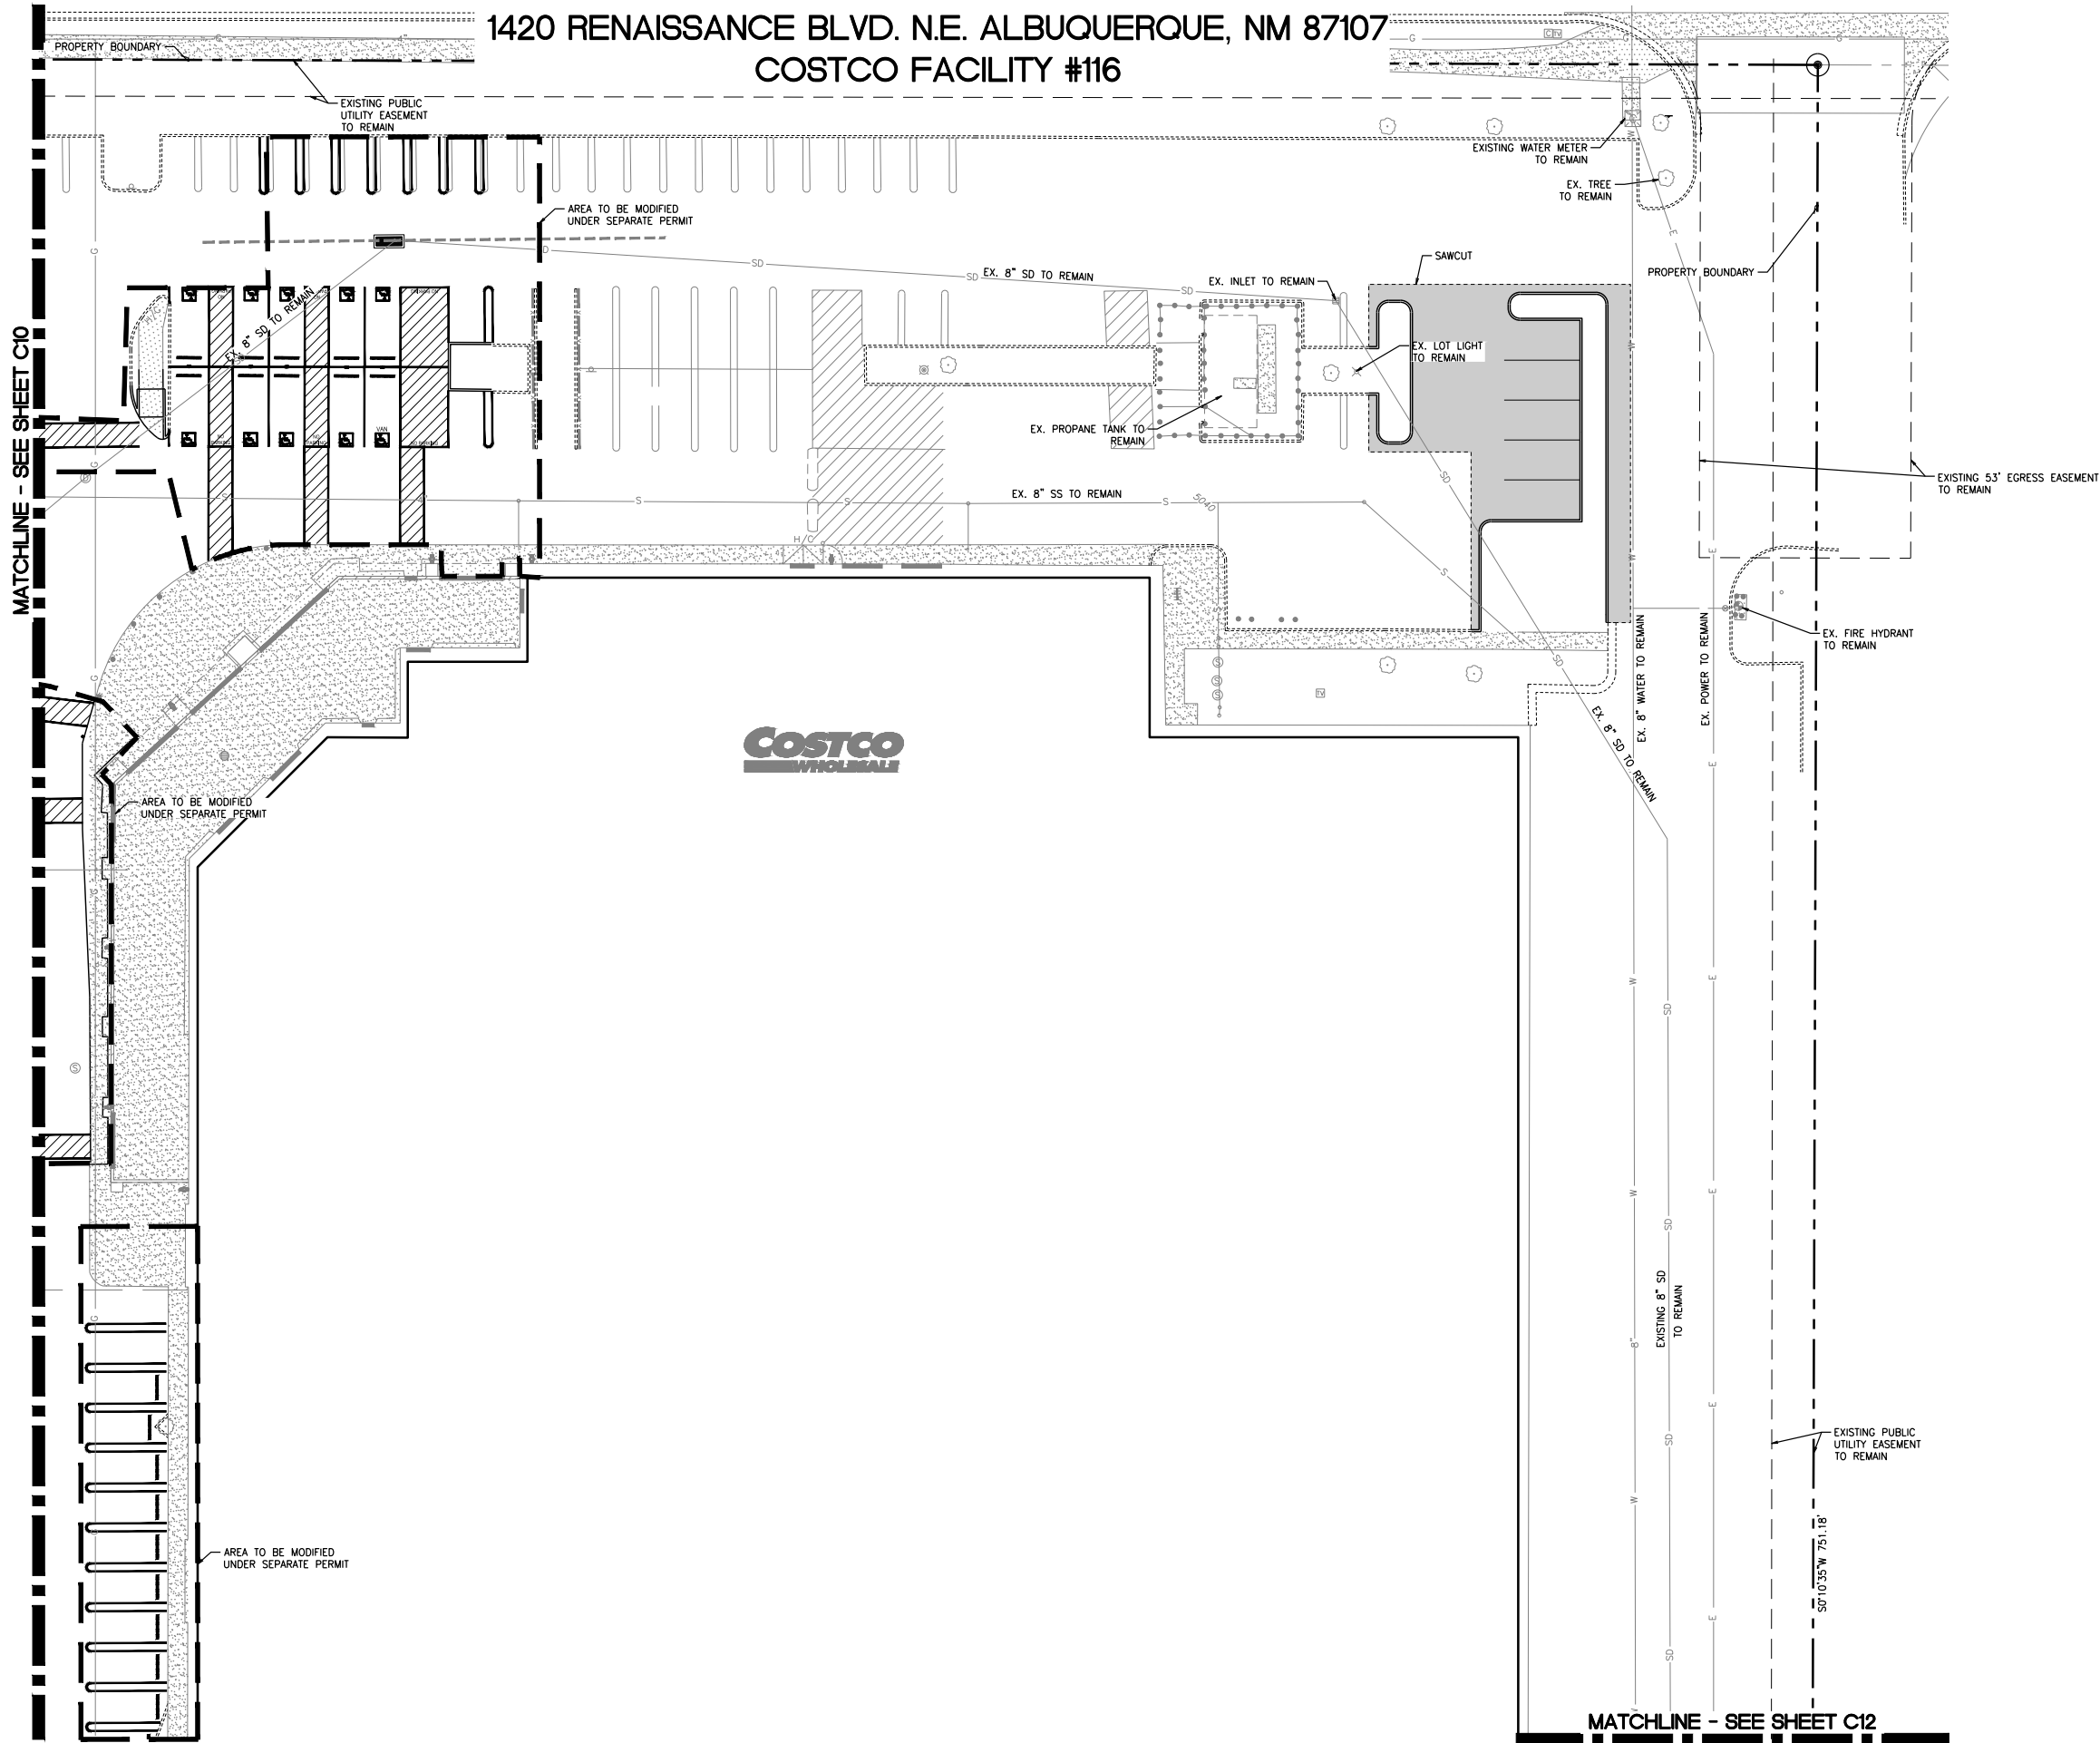 1420 RENAISSANCE BLVD. N.E. ALBUQUERQUE, NM 87107
COSTCO FACILITY #116
PROPERTY BOUNDARY
EXISTING PUBLIC
UTILITY EASEMENT
TO REMAIN
EXISTING WATER METER
TO REMAIN
EX. TREE
TO REMAIN
AREA TO BE MODIFIED
UNDER SEPARATE PERMIT
SAWCUT
PROPERTY BOUNDARY
EX. 8" SD TO REMAIN
EX. INLET TO REMAIN
EX. 8" SD TO REMAIN
EX. LOT LIGHT
TO REMAIN
EX. PROPANE TANK TO
REMAIN
VAN
H/C
MATCHLINE - SEE SHEET C10
EXISTING 53' EGRESS EASEMENT
TO REMAIN
EX. 8" SS TO REMAIN
5040
H/C
EX. FIRE HYDRANT
TO REMAIN
EX. 8" WATER TO REMAIN
EX. POWER TO REMAIN
EX. 8" SD TO REMAIN
COSTCO
WHOLESALE
AREA TO BE MODIFIED
UNDER SEPARATE PERMIT
EXISTING 8" SD
TO REMAIN
8"
EXISTING PUBLIC
UTILITY EASEMENT
TO REMAIN
S0°10'35"W 751.18'
AREA TO BE MODIFIED
UNDER SEPARATE PERMIT
MATCHLINE - SEE SHEET C12